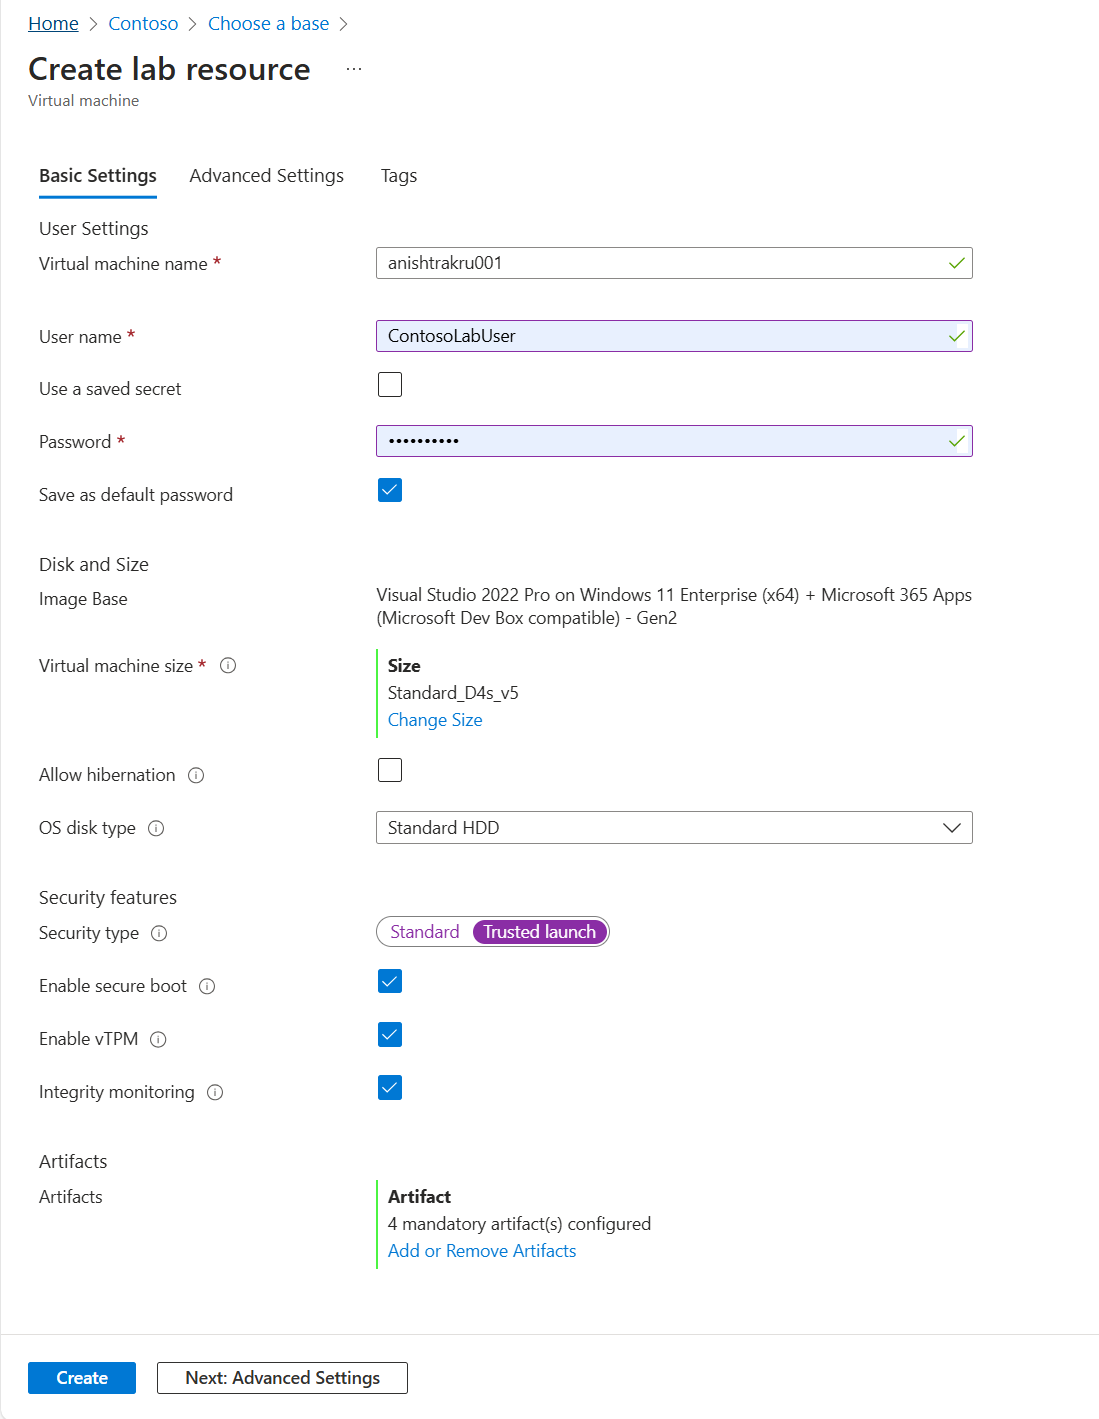 Home > Contoso > Choose a base >
Create lab resource ...
Virtual machine
Basic Settings Advanced Settings Tags
User Settings
Virtual machine name * anishtrakru001
User name * ContosoLabUser
Use a saved secret
Password * ••••••••••
Save as default password
Disk and Size
Image Base Visual Studio 2022 Pro on Windows 11 Enterprise (x64) + Microsoft 365 Apps
(Microsoft Dev Box compatible) - Gen2
Virtual machine size * Size
Standard_D4s_v5
Change Size
Allow hibernation
OS disk type Standard HDD
Security features
Security type Standard Trusted launch
Enable secure boot
Enable vTPM
Integrity monitoring
Artifacts
Artifacts Artifact
4 mandatory artifact(s) configured
Add or Remove Artifacts
Create Next: Advanced Settings